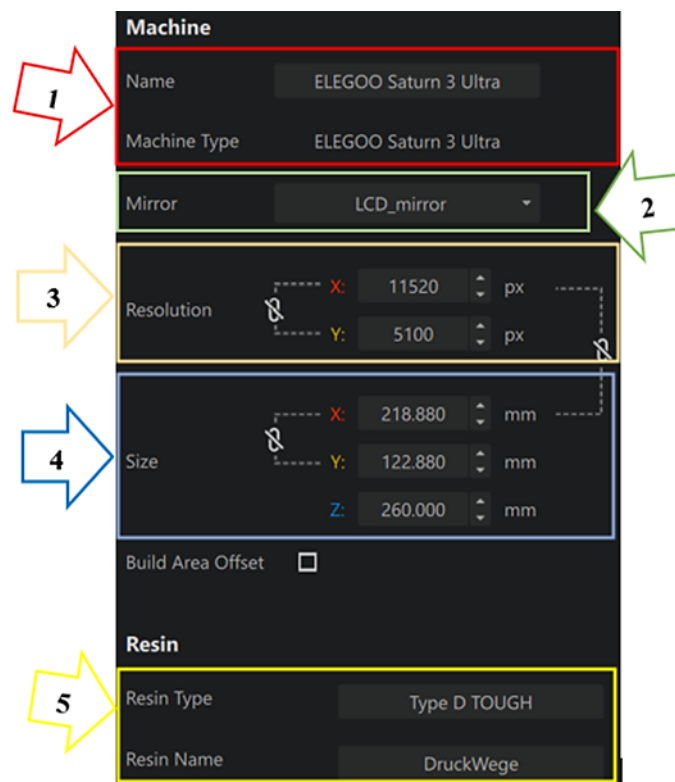 Machine
1
Name ELEGOO Saturn 3 Ultra
Machine Type ELEGOO Saturn 3 Ultra
Mirror LCD_mirror
2
3
Resolution
X: 11520 px
Y: 5100 px
4
Size
X: 218.880 mm
Y: 122.880 mm
Z: 260.000 mm
Build Area Offset
Resin
5
Resin Type Type D TOUGH
Resin Name DruckWege